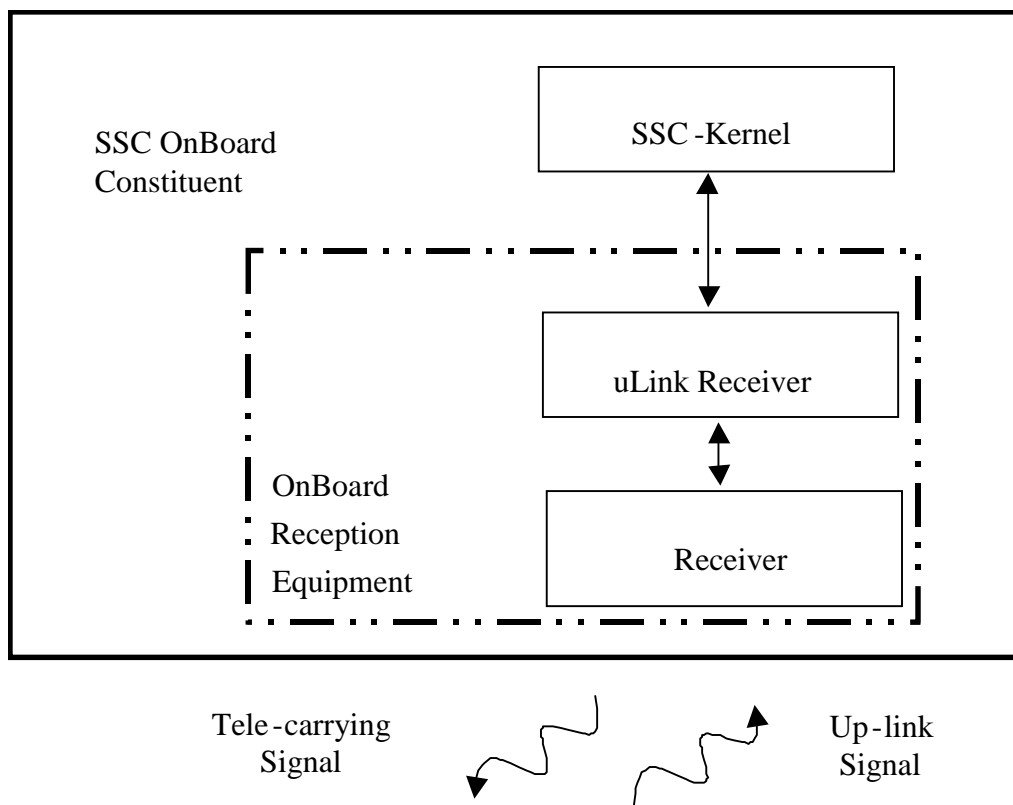 SSC OnBoard
Constituent
SSC-Kernel
uLink Receiver
OnBoard
Reception
Equipment
Receiver
Tele-carrying
Signal
Up-link
Signal